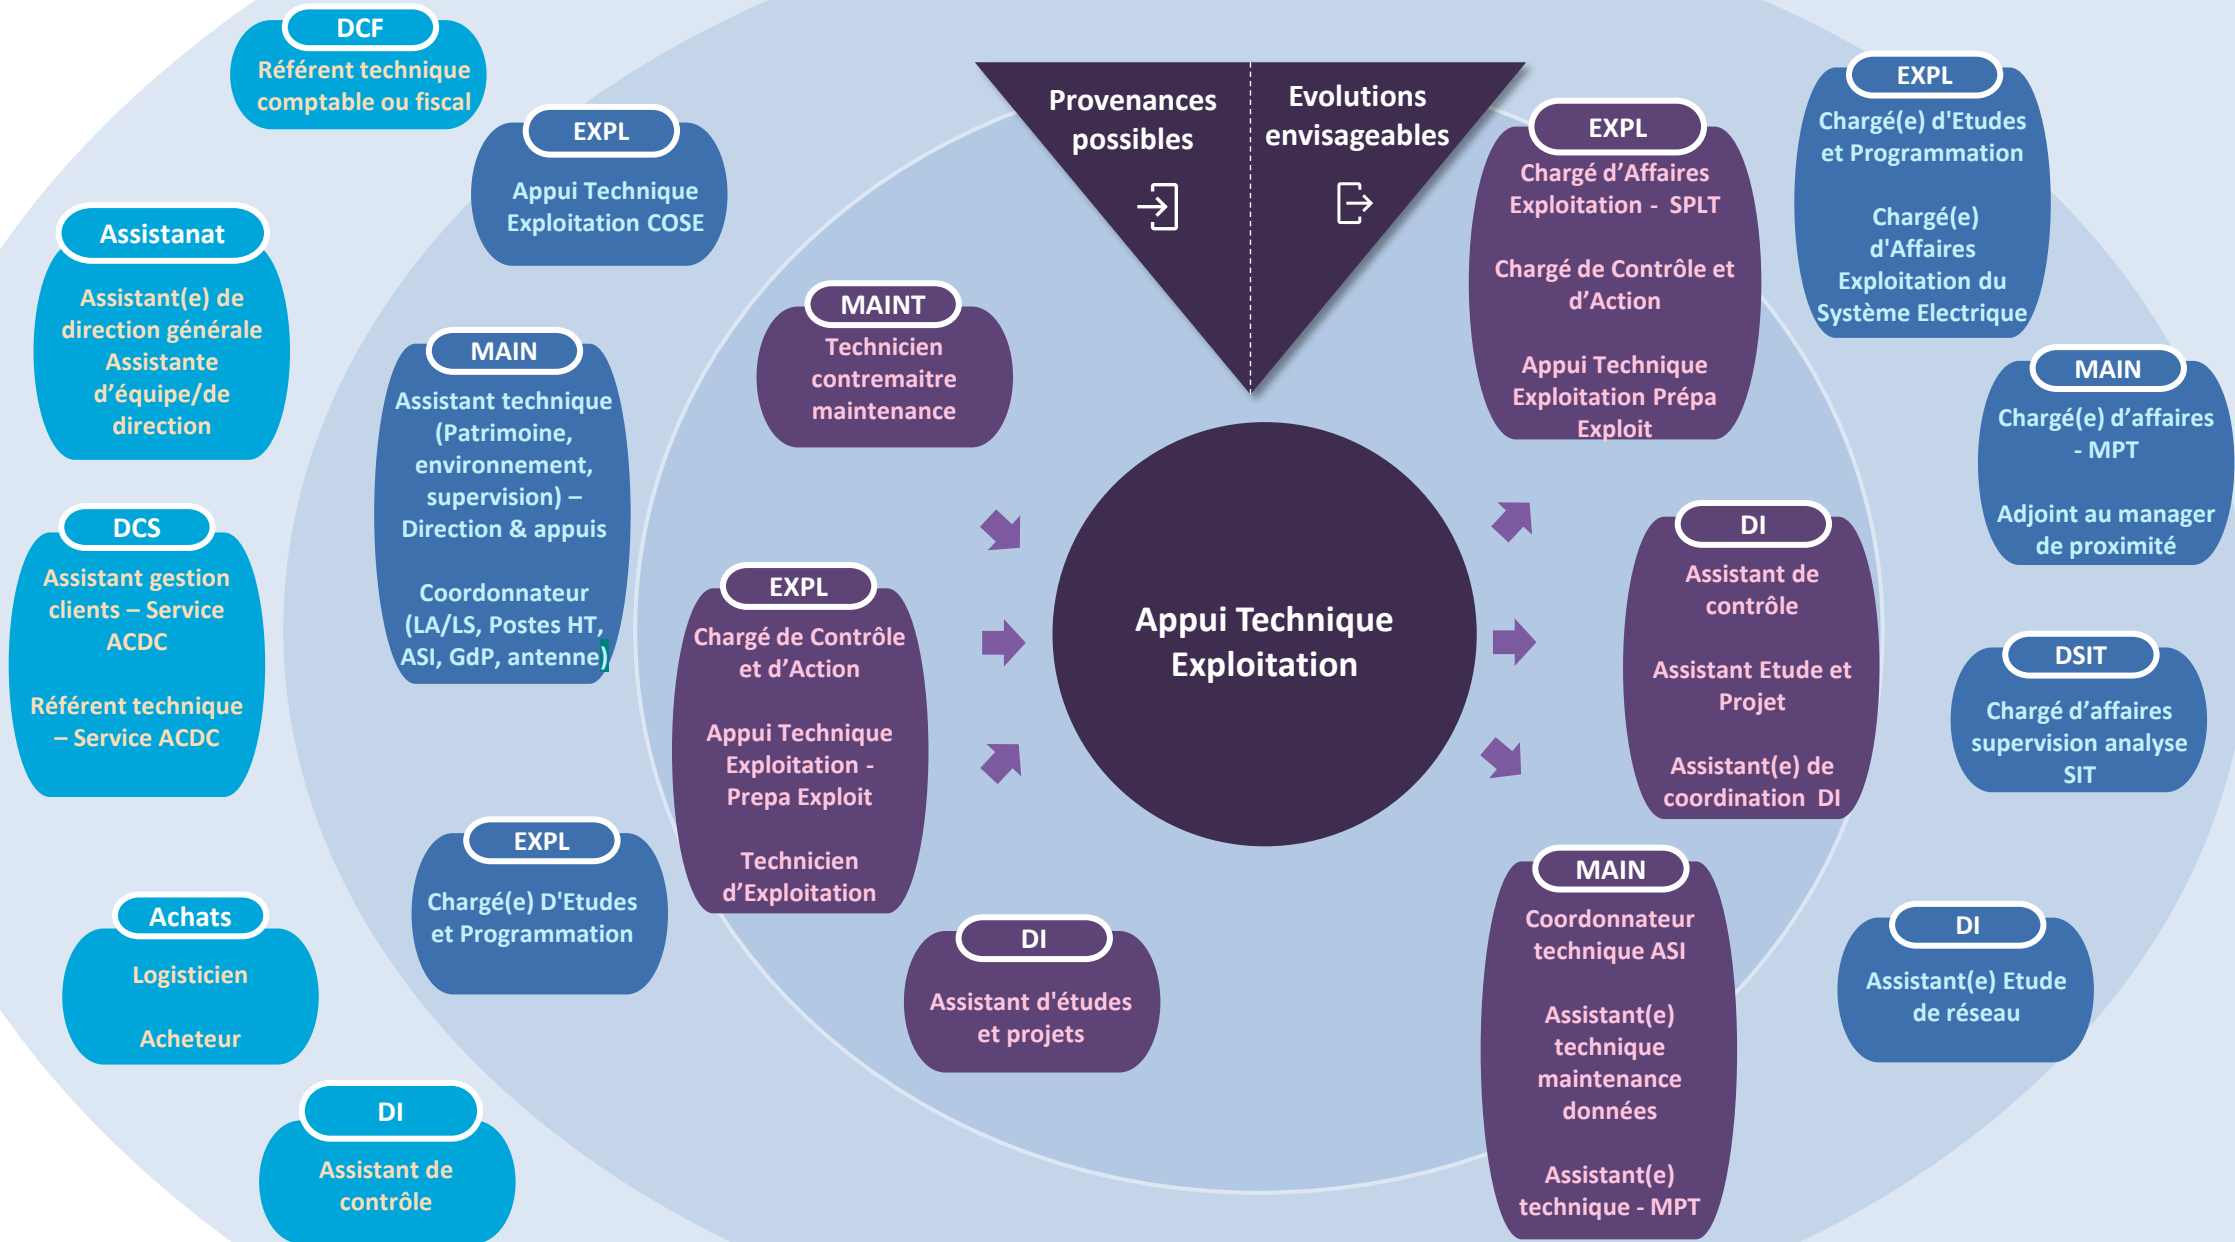 DCF
Référent technique
comptable ou fiscal
EXPL
Appui Technique
Exploitation COSE
Assistanat
Assistant(e) de
direction générale
Assistante
d'équipe/de
direction
MAIN
Assistant technique
(Patrimoine,
environnement,
supervision) –
Direction & appuis
Coordonnateur
(LA/LS, Postes HT,
ASI, GdP, antenne)
DCS
Assistant gestion
clients – Service
ACDC
Référent technique
– Service ACDC
EXPL
Chargé(e) D'Etudes
et Programmation
Achats
Logisticien
Acheteur
DI
Assistant de
contrôle
MAINT
Technicien
contremaitre
maintenance
EXPL
Chargé de Contrôle
et d’Action
Appui Technique
Exploitation -
Prepa Exploit
Technicien
d’Exploitation
DI
Assistant d'études
et projets
Provenances
possibles
Evolutions
envisageables
Appui Technique
Exploitation
EXPL
Chargé d’Affaires
Exploitation - SPLT
Chargé de Contrôle et
d’Action
Appui Technique
Exploitation Prépa
Exploit
DI
Assistant de
contrôle
Assistant Etude et
Projet
Assistant(e) de
coordination DI
MAIN
Coordonnateur
technique ASI
Assistant(e)
technique
maintenance
données
Assistant(e)
technique - MPT
EXPL
Chargé(e) d'Etudes
et Programmation
Chargé(e)
d'Affaires
Exploitation du
Système Electrique
MAIN
Chargé(e) d’affaires
- MPT
Adjoint au manager
de proximité
DSIT
Chargé d’affaires
supervision analyse
SIT
DI
Assistant(e) Etude
de réseau